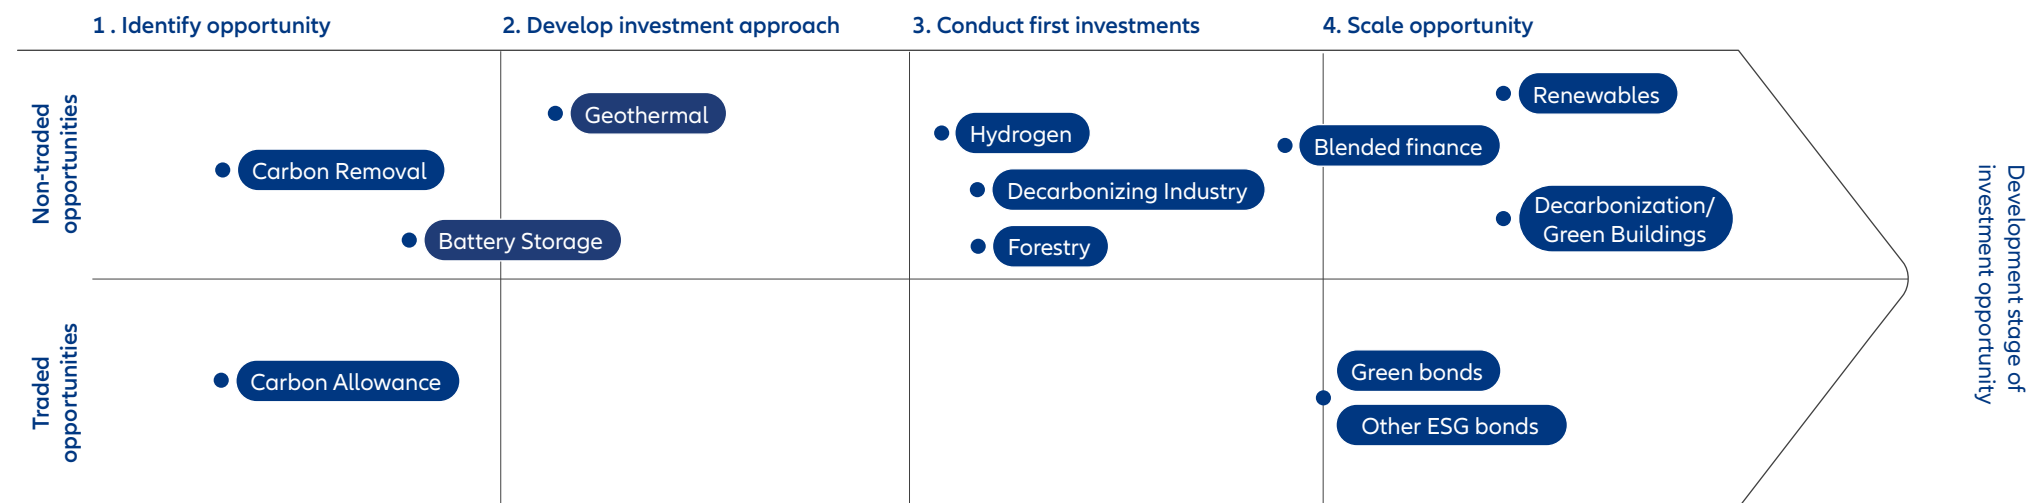 1. Identify opportunity
2. Develop investment approach
3. Conduct first investments
4. Scale opportunity
Non-traded
opportunities
Carbon Removal
Battery Storage
Geothermal
Hydrogen
Decarbonizing Industry
Forestry
Blended finance
Renewables
Decarbonization/
Green Buildings
Traded
opportunities
Carbon Allowance
Green bonds
Other ESG bonds
Development stage of
investment opportunity